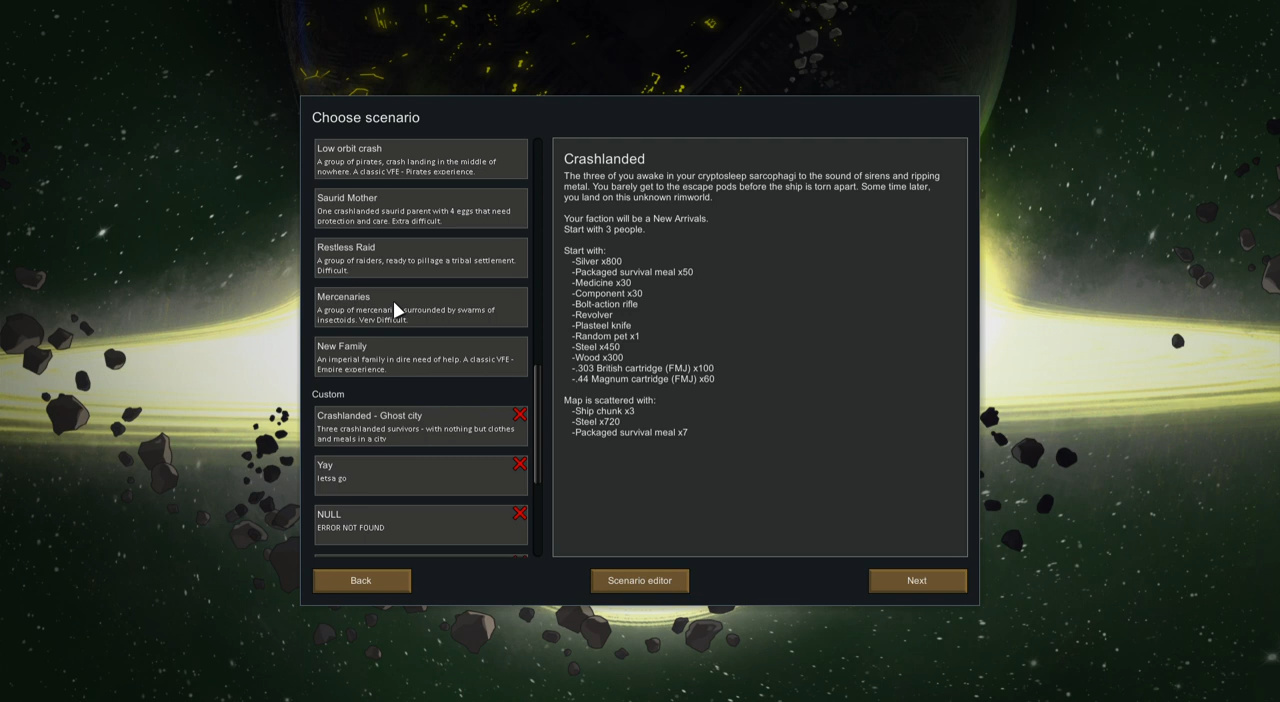 Choose scenario
Low orbit crash
A group of pirates, crash landing in the middle of
nowhere. A classic VFE - Pirates experience.
Saurid Mother
One crashlanded saurid parent with 4 eggs that need
protection and care. Extra difficult.
Restless Raid
A group of raiders, ready to pillage a tribal settlement.
Difficult.
Mercenaries
A group of mercenari surrounded by swarms of
insectoids. Very Difficult.
New Family
An imperial family in dire need of help. A classic VFE -
Empire experience.
Custom
Crashlanded - Ghost city
Three crashlanded survivors - with nothing but clothes
and meals in a city
Yay
letsa go
NULL
ERROR NOT FOUND
Crashlanded
The three of you awake in your cryptosleep sarcophagi to the sound of sirens and ripping
metal. You barely get to the escape pods before the ship is torn apart. Some time later,
you land on this unknown rimworld.
Your faction will be a New Arrivals.
Start with 3 people.
Start with:
-Silver x800
-Packaged survival meal x50
-Medicine x30
-Component x30
-Bolt-action rifle
-Revolver
-Plasteel knife
-Random pet x1
-Steel x450
-Wood x300
-.303 British cartridge (FMJ) x100
-.44 Magnum cartridge (FMJ) x60
Map is scattered with:
-Ship chunk x3
-Steel x720
-Packaged survival meal x7
Back
Scenario editor
Next